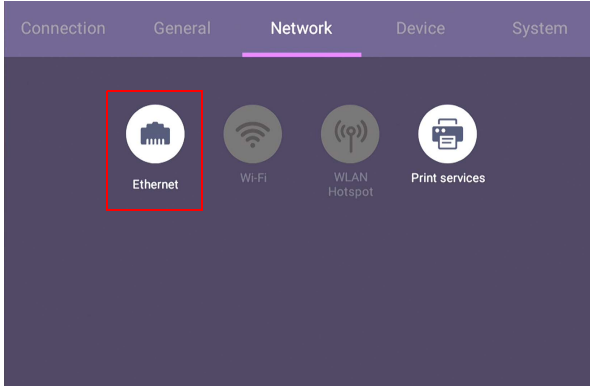 Connection General Network Device System
Ethernet Wi-Fi WLAN Hotspot Print services